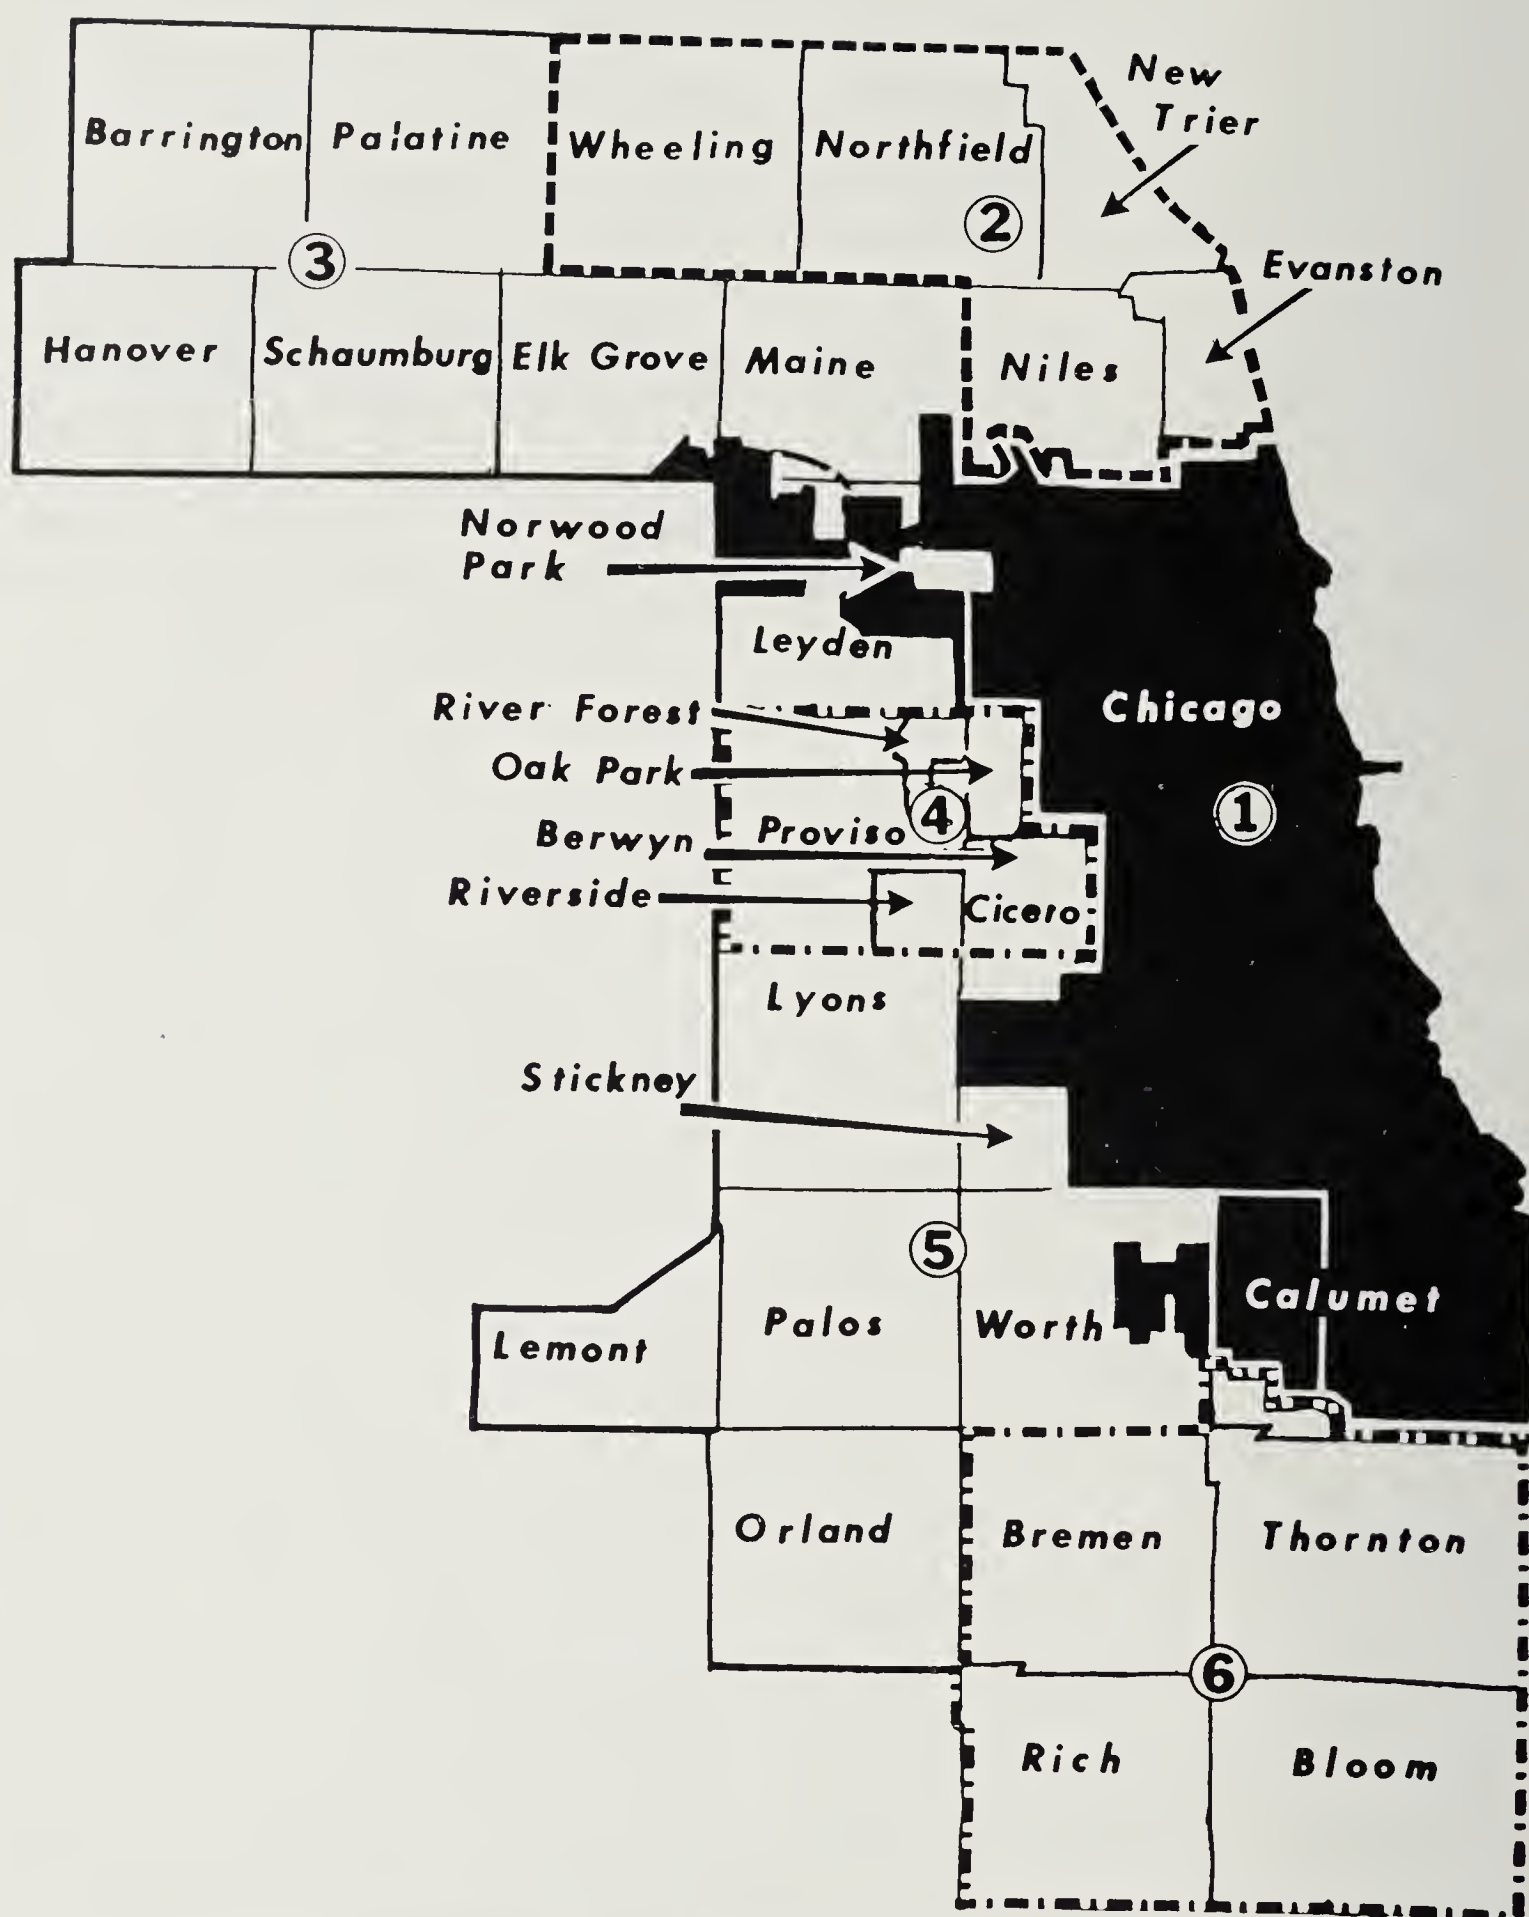 New
Trier
Barrington
Palatine
Wheeling
Northfield
2
3
Evanston
Hanover
Schaumburg
Elk Grove
Maine
Niles
Norwood
Park
Leyden
River Forest
Chicago
Oak Park
1
4
Proviso
Berwyn
Riverside
Cicero
Lyons
Stickney
5
Calumet
Palos
Worth
Lemont
Orland
Bremen
Thornton
6
Rich
Bloom